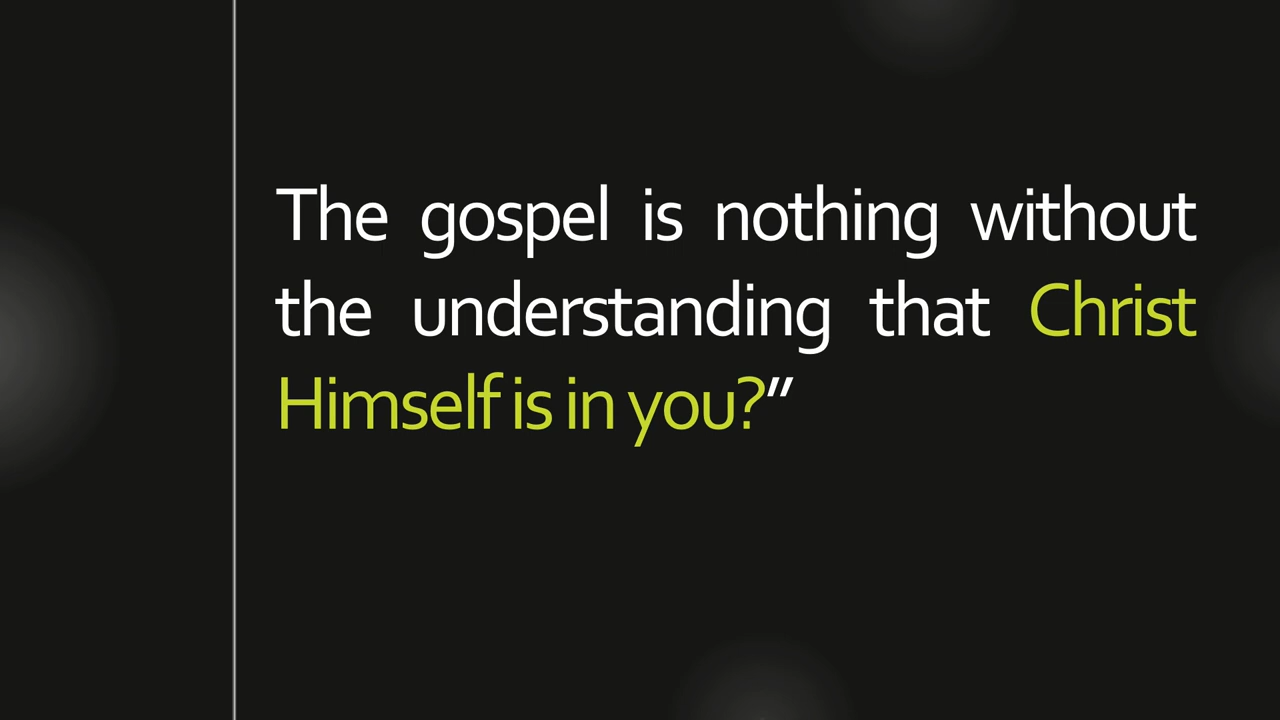 The gospel is nothing without
the understanding that Christ
Himself is in you?”